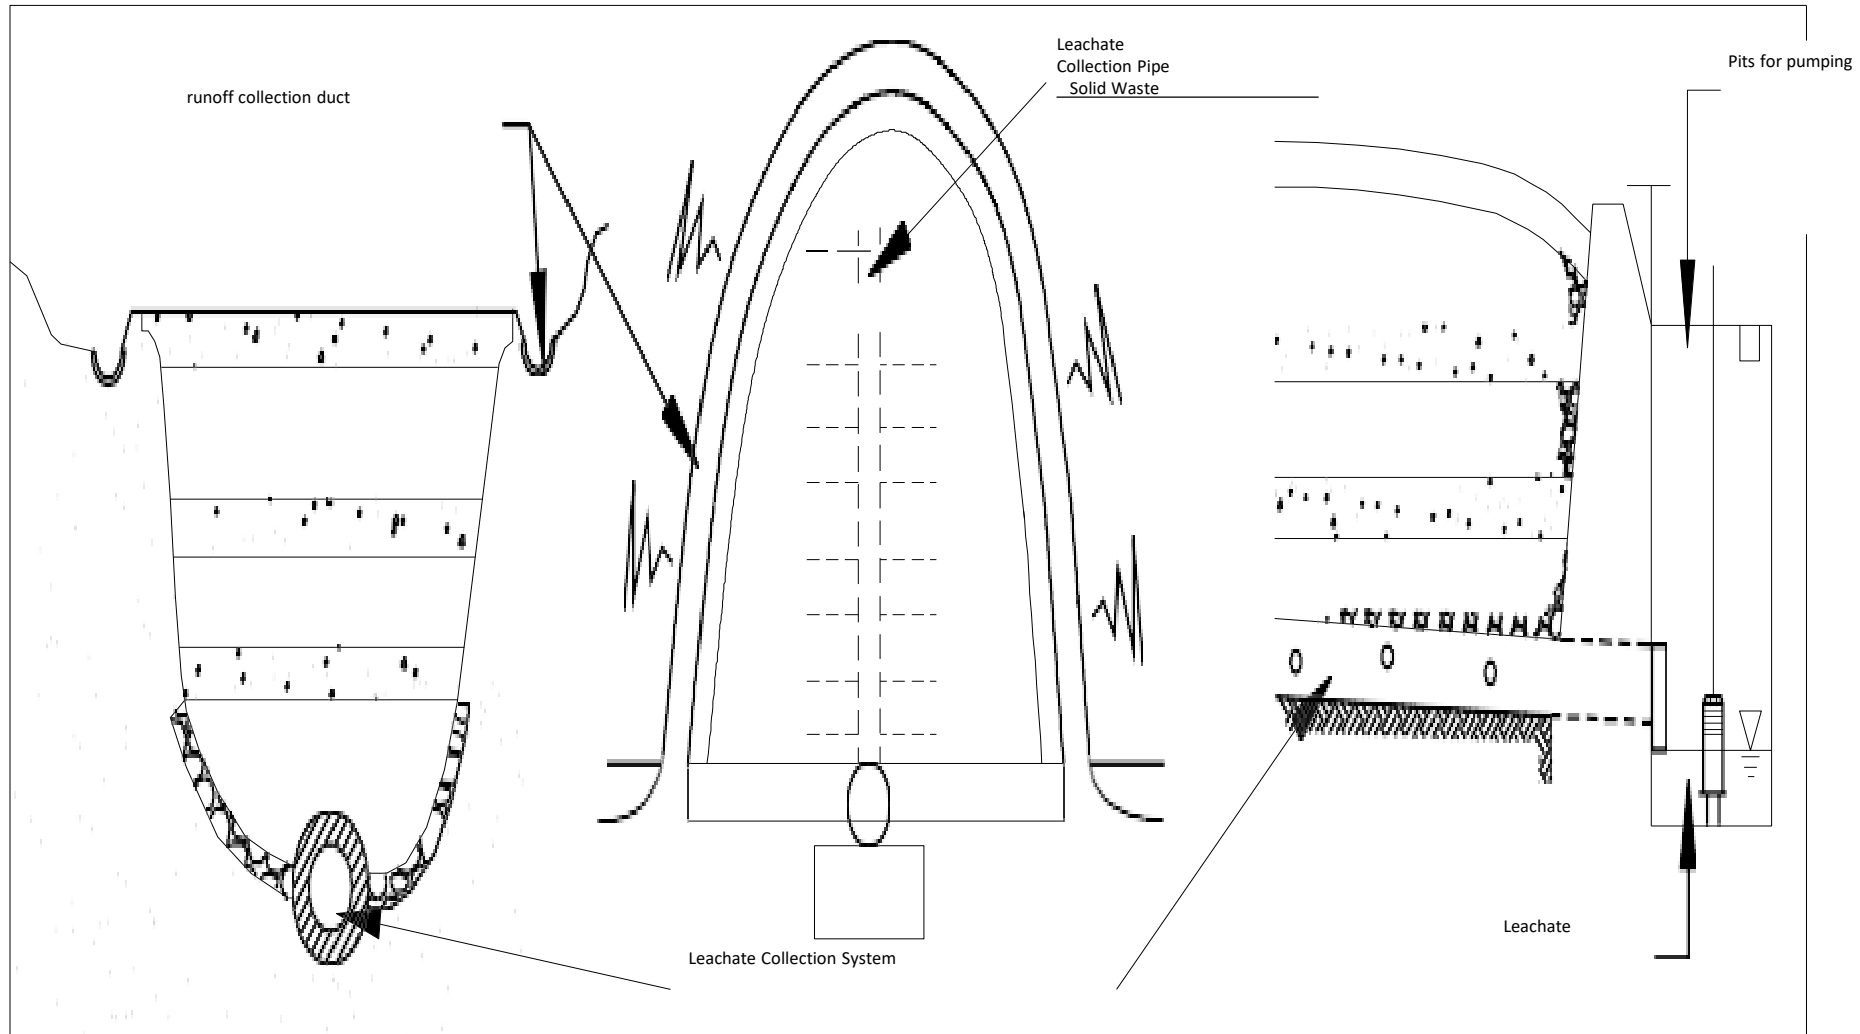 runoff collection duct
Leachate
Collection Pipe
Solid Waste
Pits for pumping
Leachate Collection System
Leachate